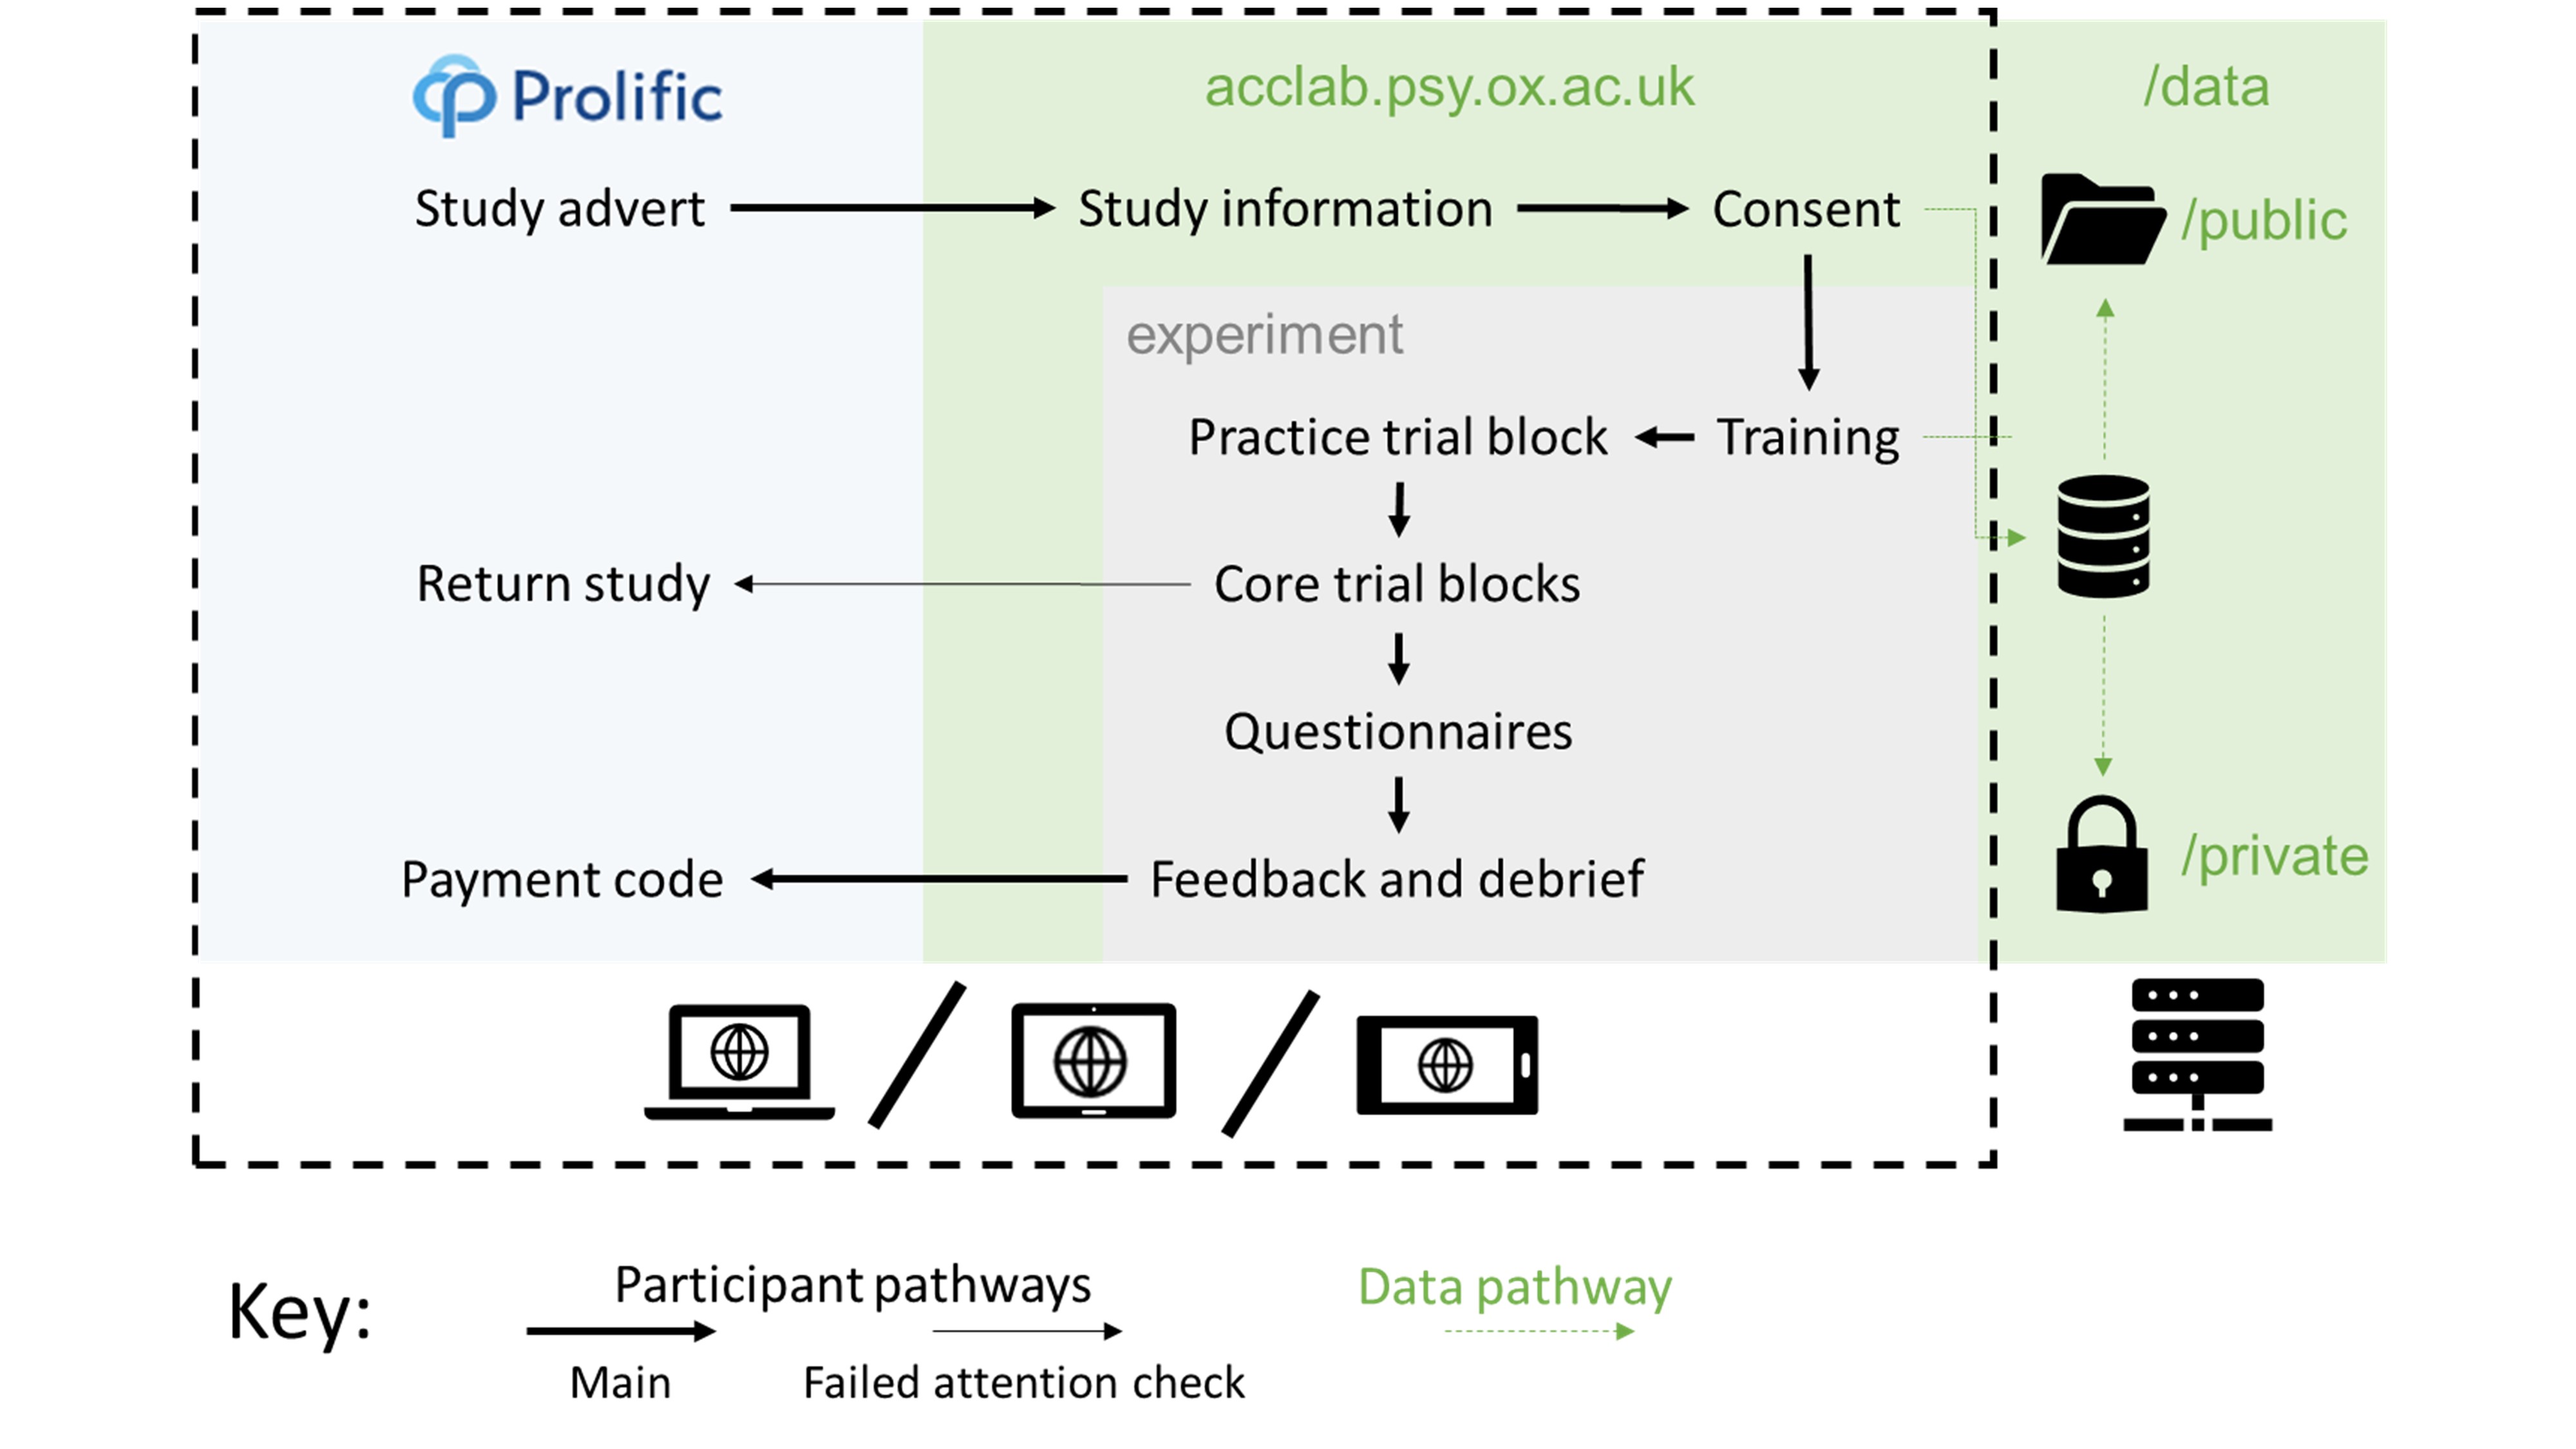 Prolific
acclab.psy.ox.ac.uk
/data
Study advert
Study information
Consent
/public
experiment
Practice trial block
Training
Return study
Core trial blocks
Questionnaires
Payment code
Feedback and debrief
/private
Key:
Participant pathways
Data pathway
Main
Failed attention check